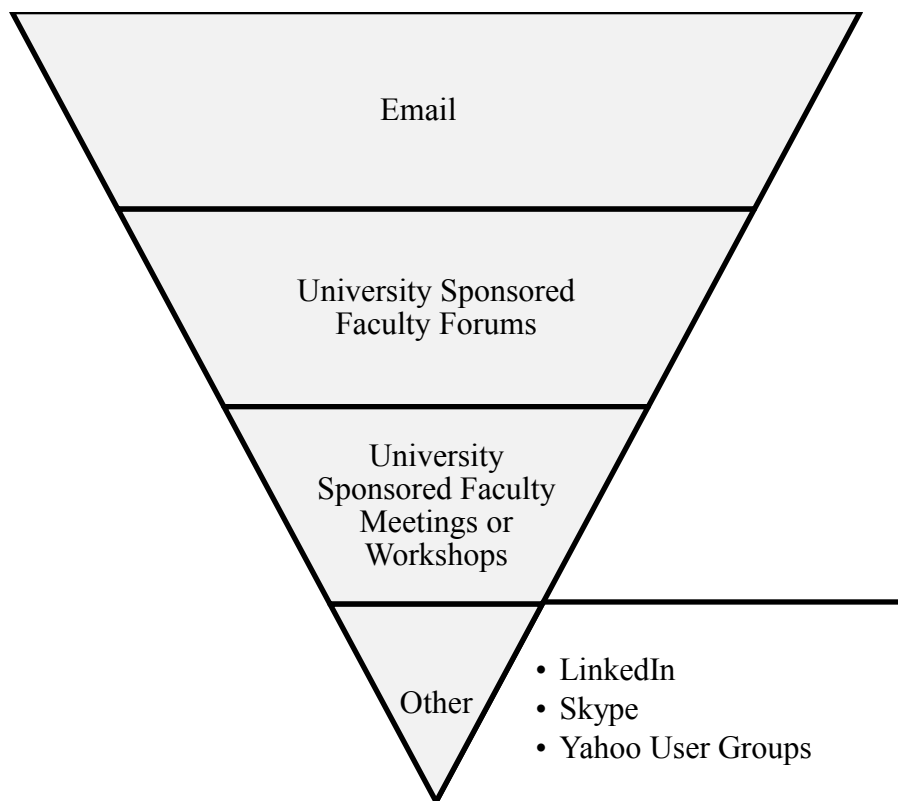 Email
University Sponsored
Faculty Forums
University
Sponsored Faculty
Meetings or
Workshops
Other
• LinkedIn
• Skype
• Yahoo User Groups